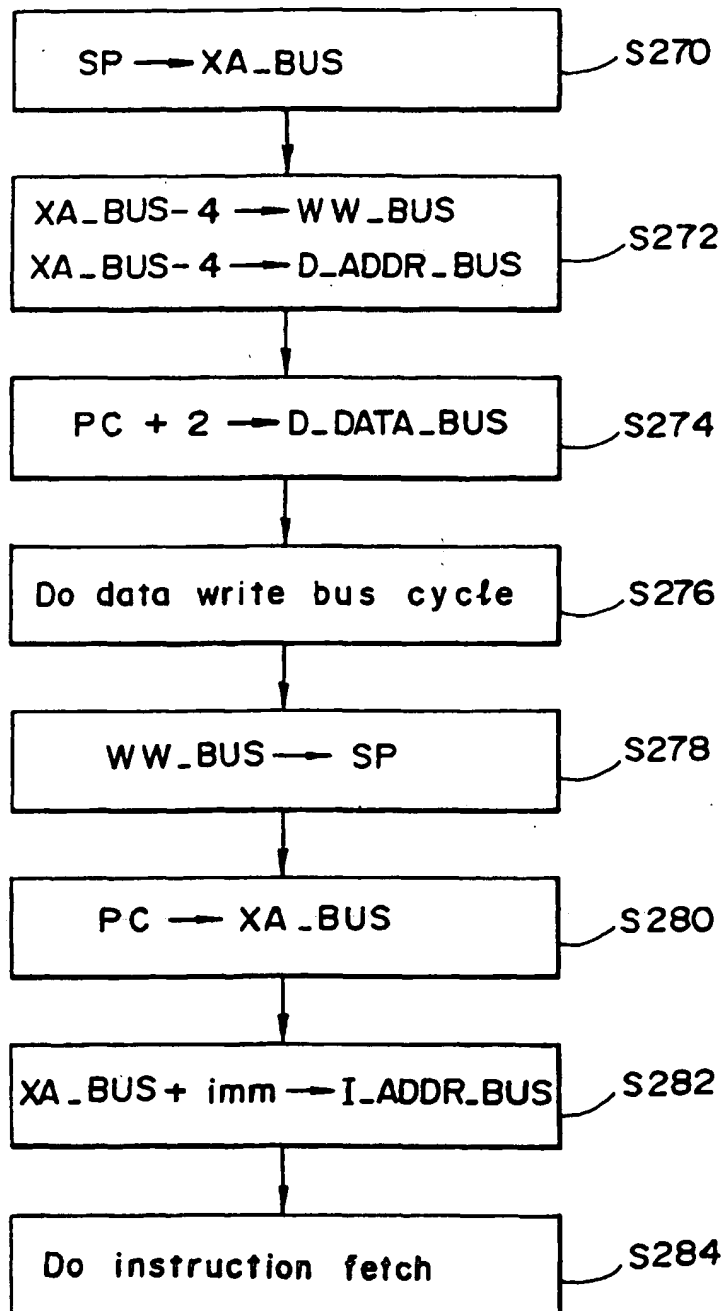 SP → XA_BUS
S270
XA_BUS-4 → WW_BUS
XA_BUS-4 → D_ADDR_BUS
S272
PC + 2 → D_DATA_BUS
S274
Do data write bus cycle
S276
WW_BUS → SP
S278
PC → XA_BUS
S280
XA_BUS + imm → I_ADDR_BUS
S282
Do instruction fetch
S284